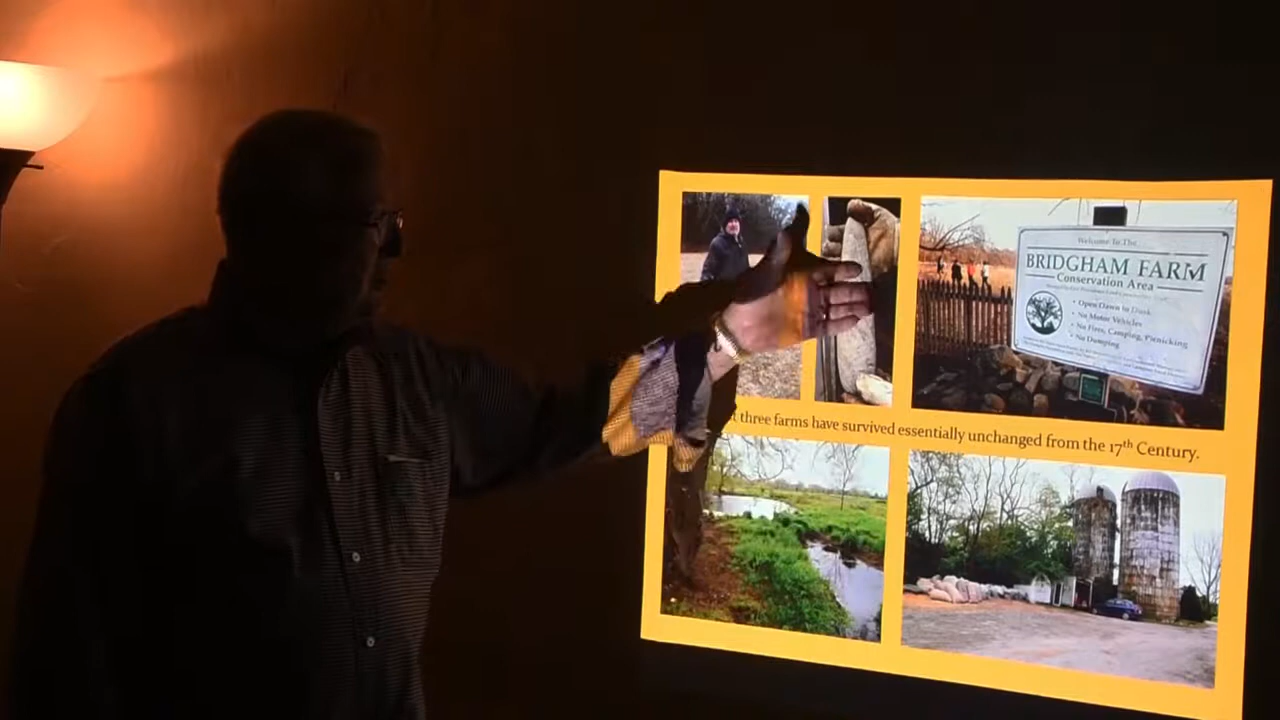 Welcome To The
BRIDGHAM FARM
Conservation Area
• Open Dawn to Dusk
• No Motor Vehicles
• No Fires, Camping, Picnicking
• No Dumping
three farms have survived essentially unchanged from the 17th Century.